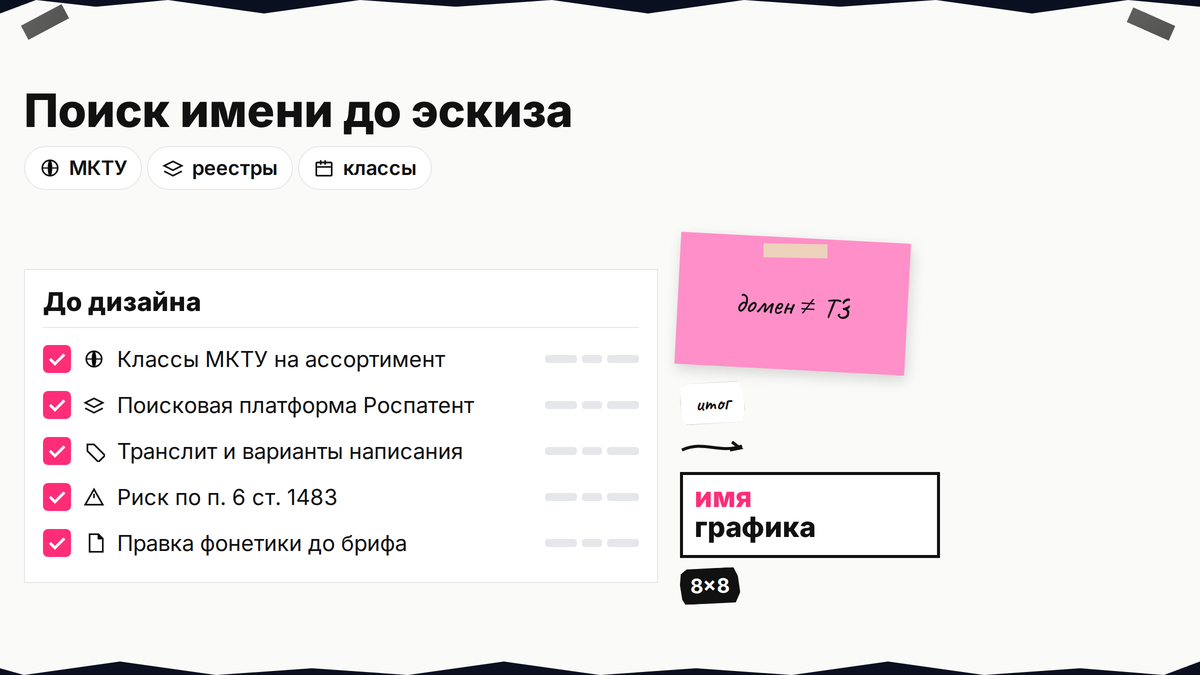 Поиск имени до эскиза
МКТУ
реестры
классы
До дизайна
Классы МКТУ на ассортимент
Поисковая платформа Роспатент
Транслит и варианты написания
Риск по п. 6 ст. 1483
Правка фонетики до брифа
домен ≠ ТЗ
итог
имя
графика
8×8